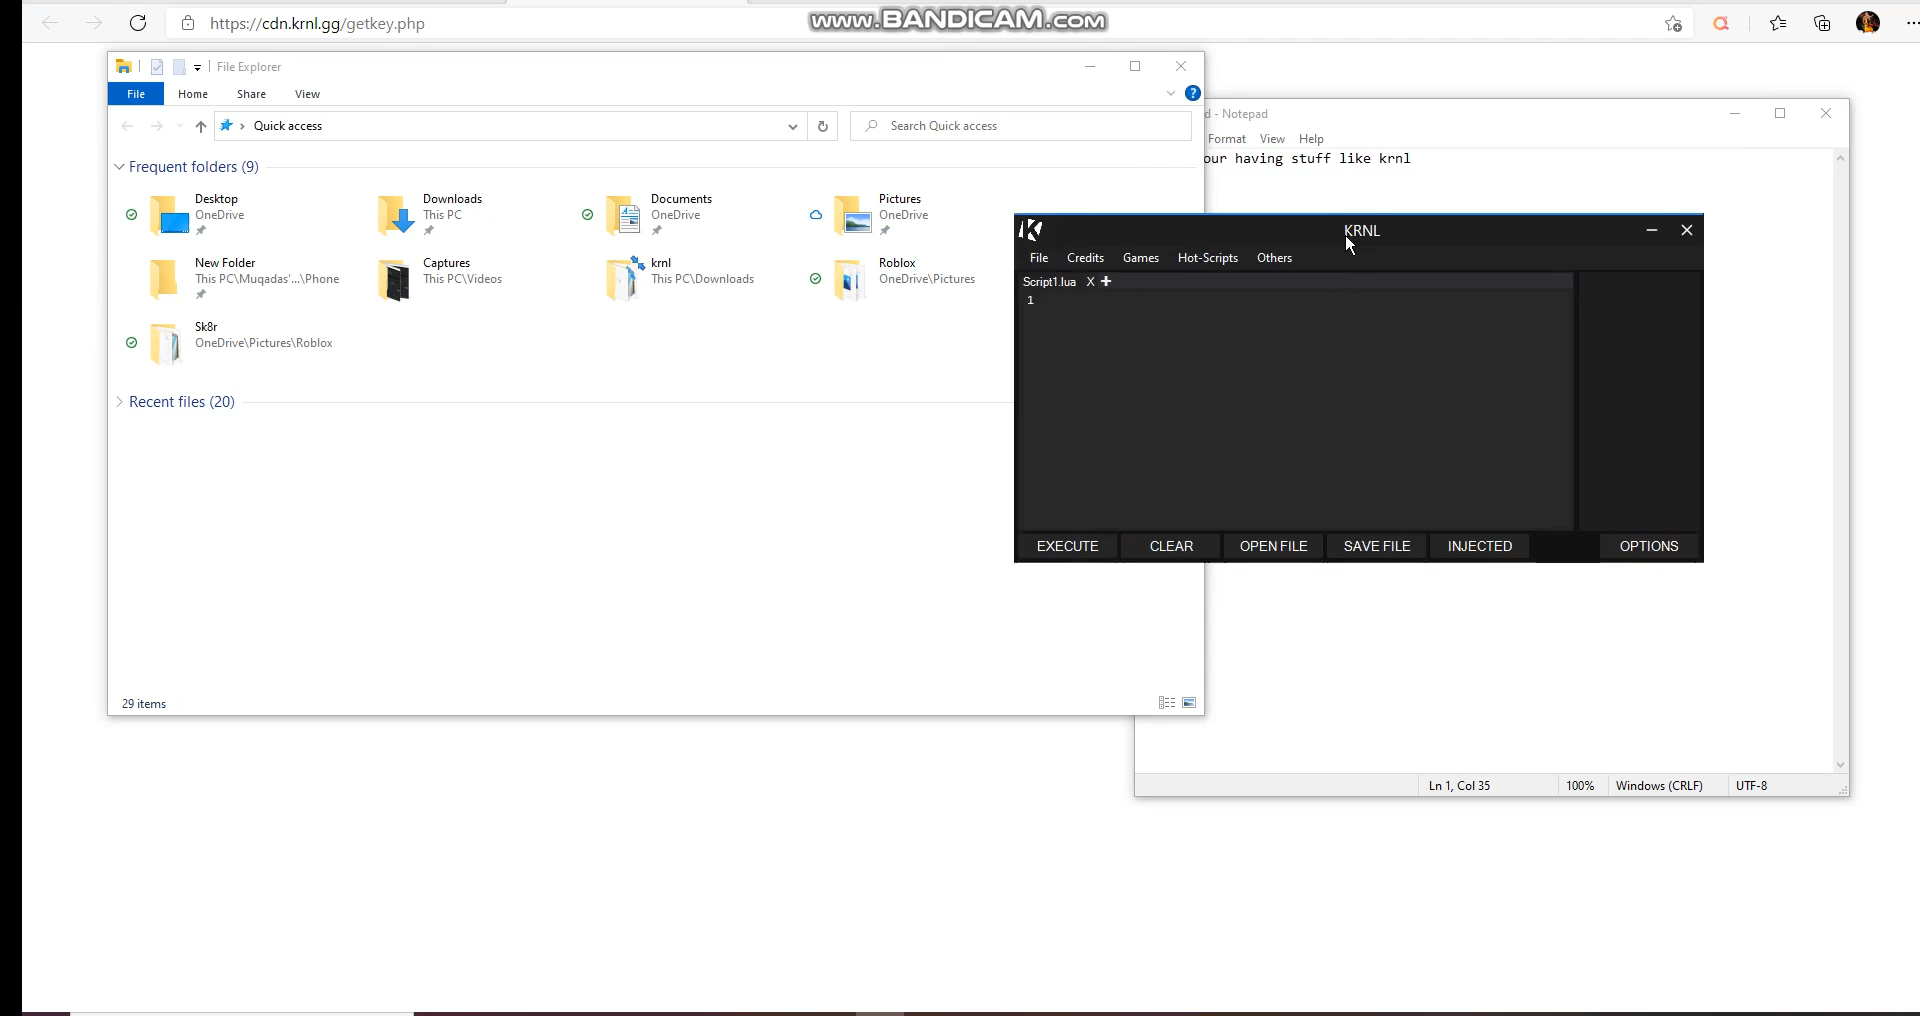 https://cdn.krnl.gg/getkey.php
www.BANDICAM.com
File Explorer
File
Home
Share
View
Quick access
Search Quick access
Frequent folders (9)
Desktop
OneDrive
Downloads
This PC
Documents
OneDrive
Pictures
OneDrive
New Folder
This PC\Muqadas'...\Phone
Captures
This PC\Videos
krnl
This PC\Downloads
Roblox
OneDrive\Pictures
Sk8r
OneDrive\Pictures\Roblox
Recent files (20)
29 items
d - Notepad
Format
View
Help
our having stuff like krnl
KRNL
File
Credits
Games
Hot-Scripts
Others
Script1.lua X
1
EXECUTE
CLEAR
OPEN FILE
SAVE FILE
INJECTED
OPTIONS
Ln 1, Col 35
100%
Windows (CRLF)
UTF-8